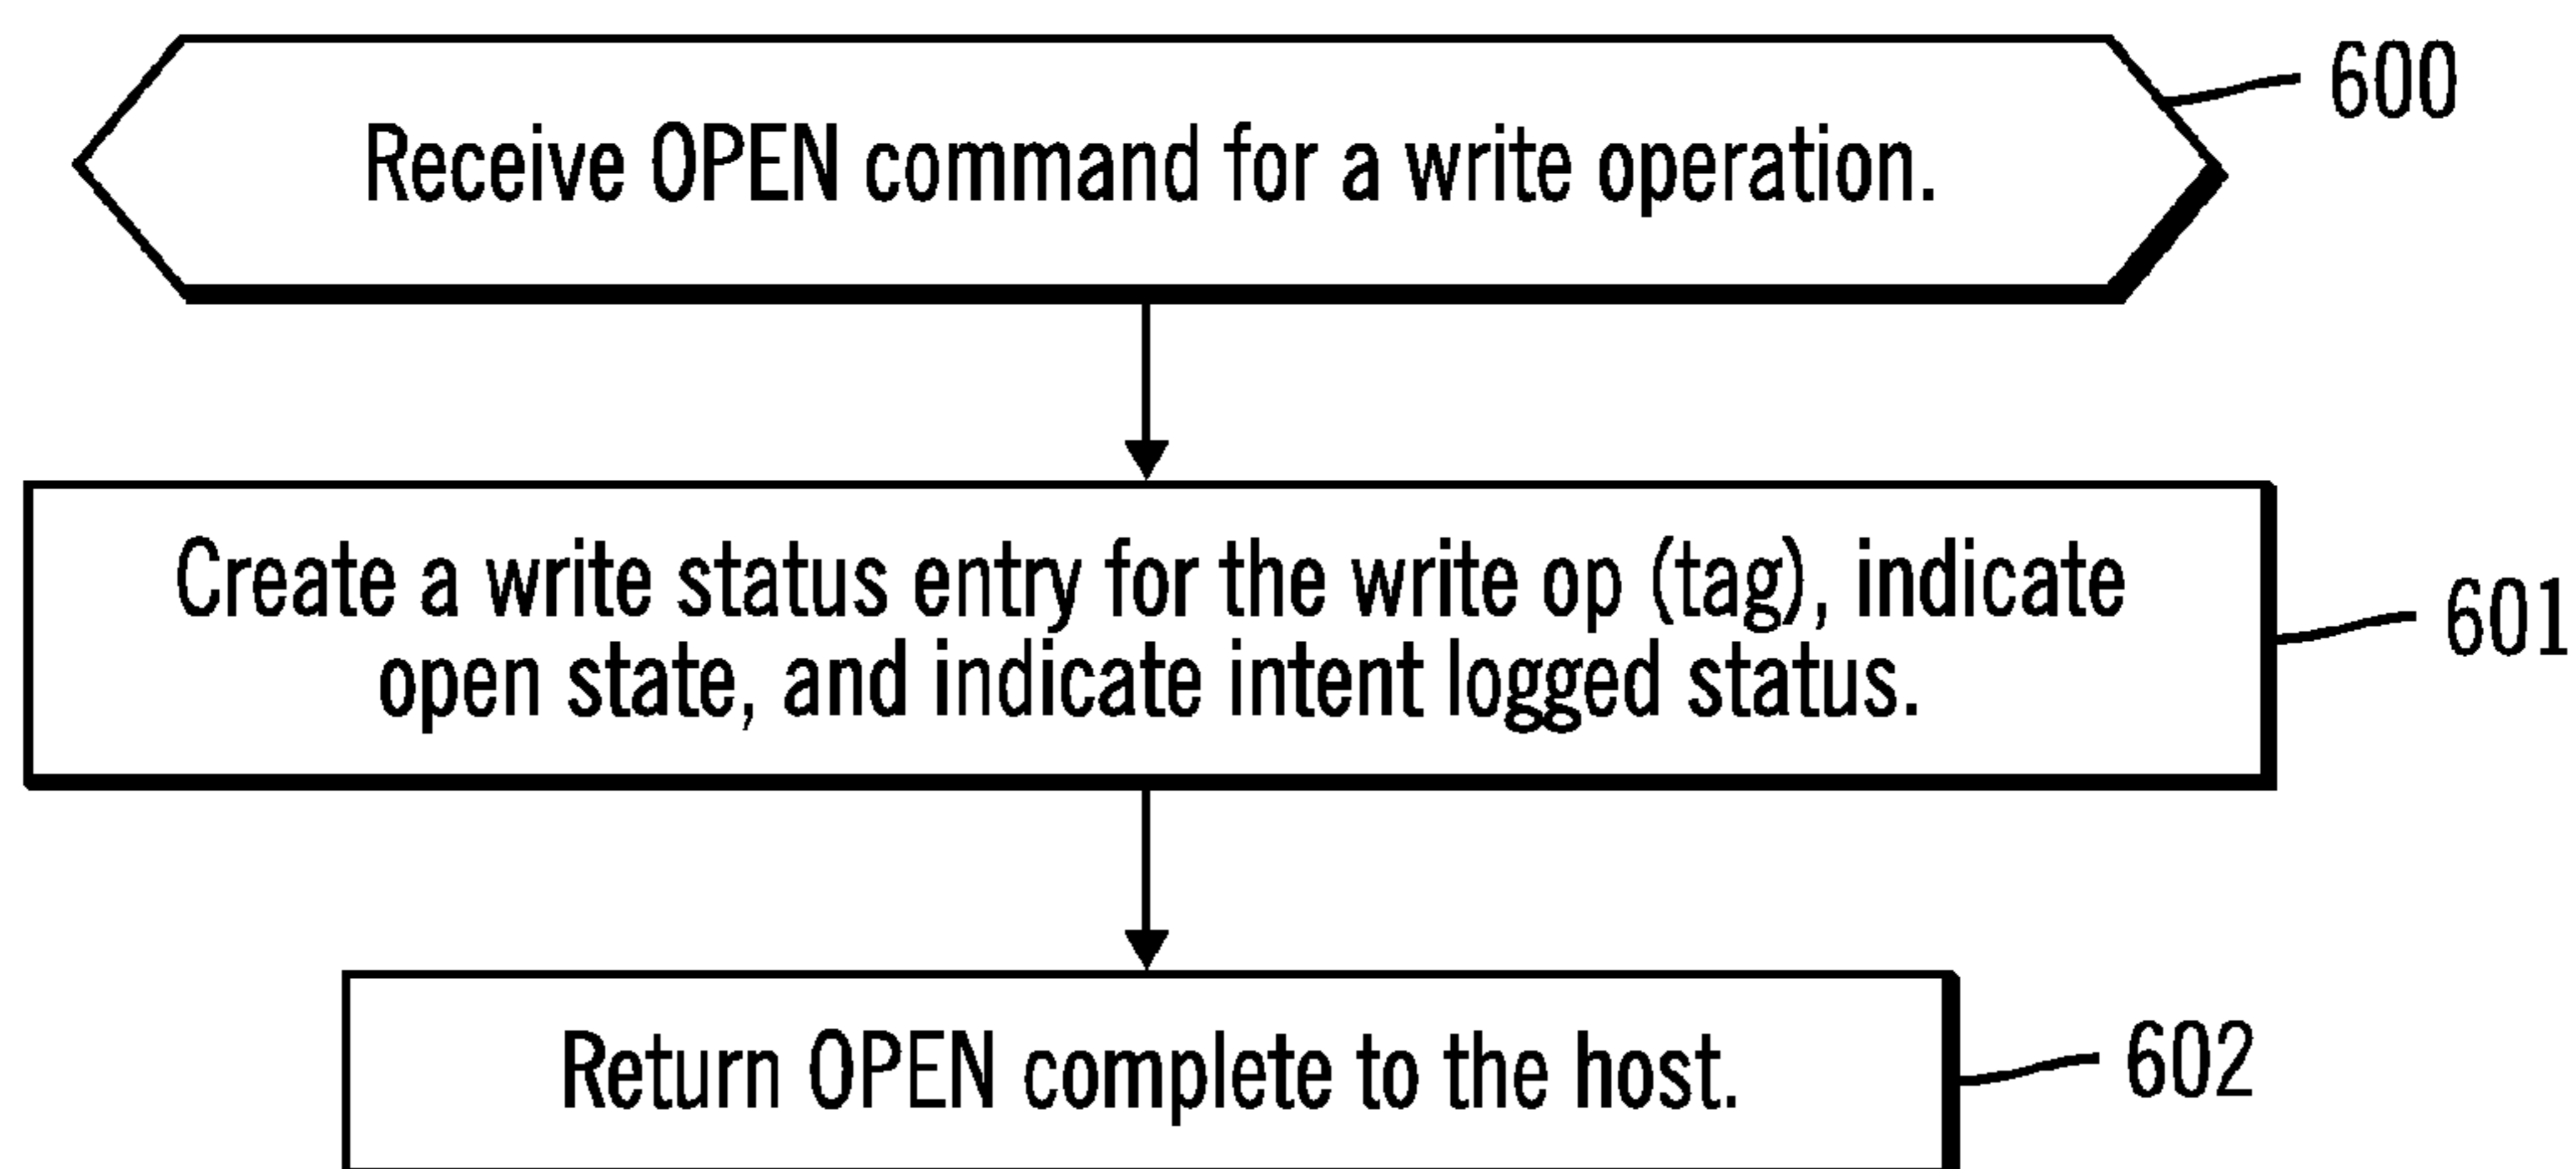 Receive OPEN command for a write operation.
600
Create a write status entry for the write op (tag), indicate
open state, and indicate intent logged status.
601
Return OPEN complete to the host.
602